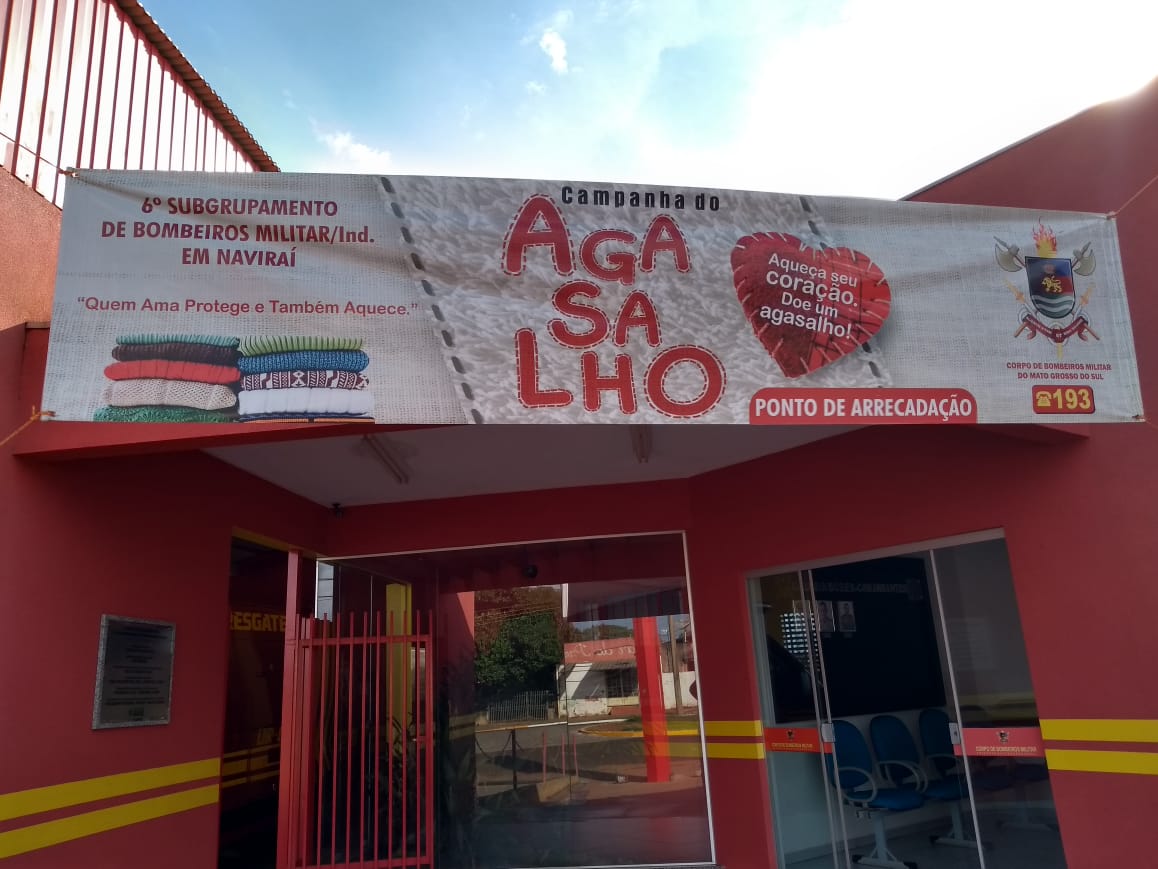 6º SUBGRUPAMENTO
DE BOMBEIROS MILITAR/Ind.
EM NAVIRAÍ
“Quem Ama Protege e Também Aquece.”
Campanha do
AGA
SA
LHO
Aqueça seu
coração.
Doe um
agasalho!
PONTO DE ARRECADAÇÃO
CORPO DE BOMBEIROS MILITAR
DO MATO GROSSO DO SUL
☎193
RESGATE
CORPO DE BOMBEIROS MILITAR